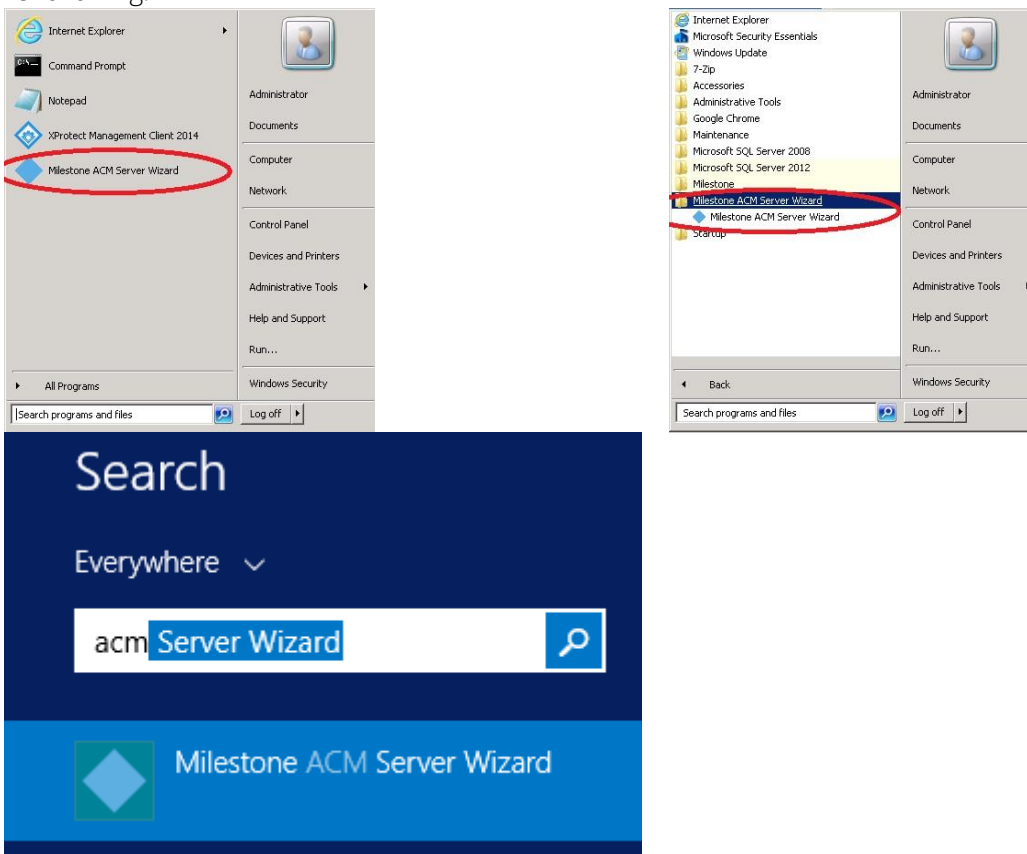 Internet Explorer
Command Prompt
Notepad
XProtect Management Client 2014
Milestone ACM Server Wizard
All Programs
Search programs and files
Administrator
Documents
Computer
Network
Control Panel
Devices and Printers
Administrative Tools
Help and Support
Run...
Windows Security
Log off
Internet Explorer
Microsoft Security Essentials
Windows Update
7-Zip
Accessories
Administrative Tools
Google Chrome
Maintenance
Microsoft SQL Server 2008
Microsoft SQL Server 2012
Milestone
Milestone ACM Server Wizard
Milestone ACM Server Wizard
Startup
Back
Search programs and files
Administrator
Documents
Computer
Network
Control Panel
Devices and Printers
Administrative Tools
Help and Support
Run...
Windows Security
Log off
Search
Everywhere
acm Server Wizard
Milestone ACM Server Wizard